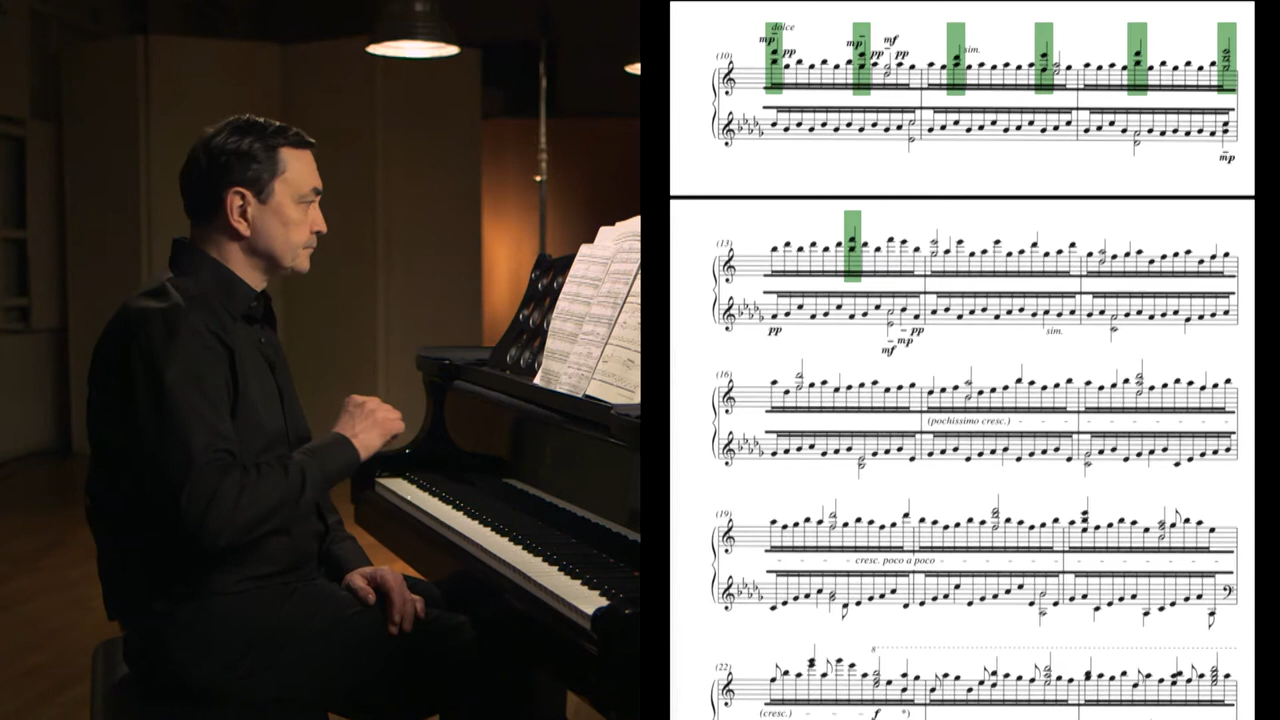 dolce
mp pp mp pp mf pp sim.
(10)
mp
(13)
pp mf mp pp sim.
(16)
(pochissimo cresc.)
(19)
cresc. poco a poco
8
(22)
(cresc.) f *)